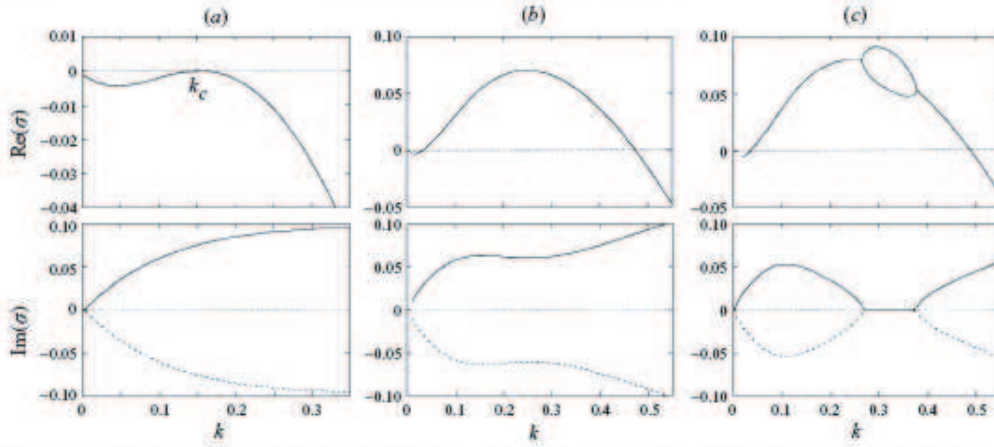 (a) (b) (c)
0.01 0.10 0.10
0 0.05 0.05
−0.01
−0.02 0 0
−0.03
−0.04 −0.05 −0.05
k_c
Re(σ)
0.10 0.10 0.10
0.05 0.05 0.05
0 0 0
−0.05 −0.05 −0.05
−0.10 −0.10 −0.10
Im(σ)
0 0.1 0.2 0.3 0 0.1 0.2 0.3 0.4 0.5 0 0.1 0.2 0.3 0.4 0.5
k k k